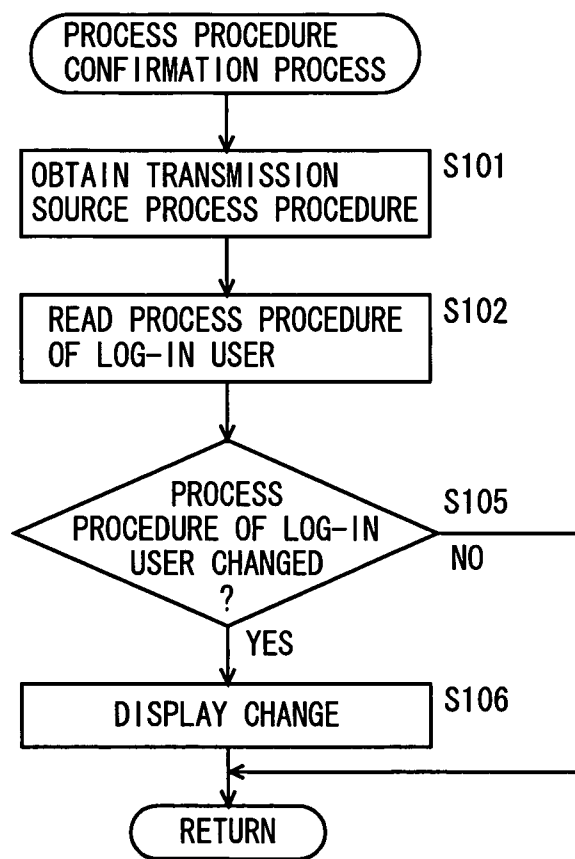 PROCESS PROCEDURE
CONFIRMATION PROCESS
S101
OBTAIN TRANSMISSION
SOURCE PROCESS PROCEDURE
S102
READ PROCESS PROCEDURE
OF LOG-IN USER
S105
PROCESS
PROCEDURE OF LOG-IN
USER CHANGED
?
NO
YES
S106
DISPLAY CHANGE
RETURN